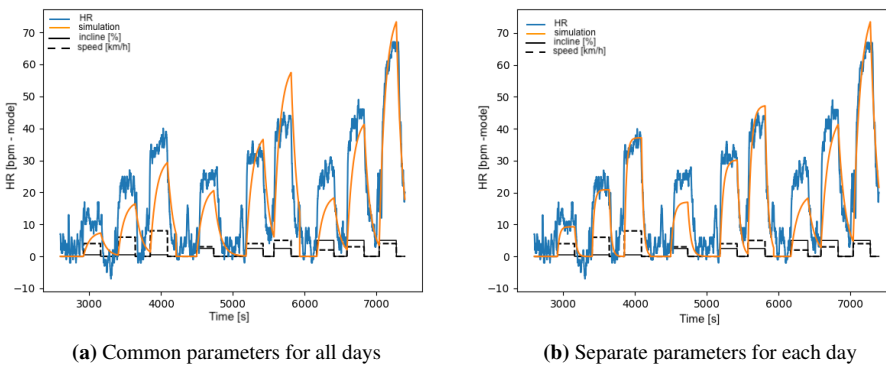 HR
simulation
incline [%]
speed [km/h]
70
60
50
40
30
20
10
0
−10
HR [bpm - mode]
3000 4000 5000 6000 7000
Time [s]
(a) Common parameters for all days
HR
simulation
incline [%]
speed [km/h]
70
60
50
40
30
20
10
0
−10
HR [bpm -mode]
3000 4000 5000 6000 7000
Time [s]
(b) Separate parameters for each day